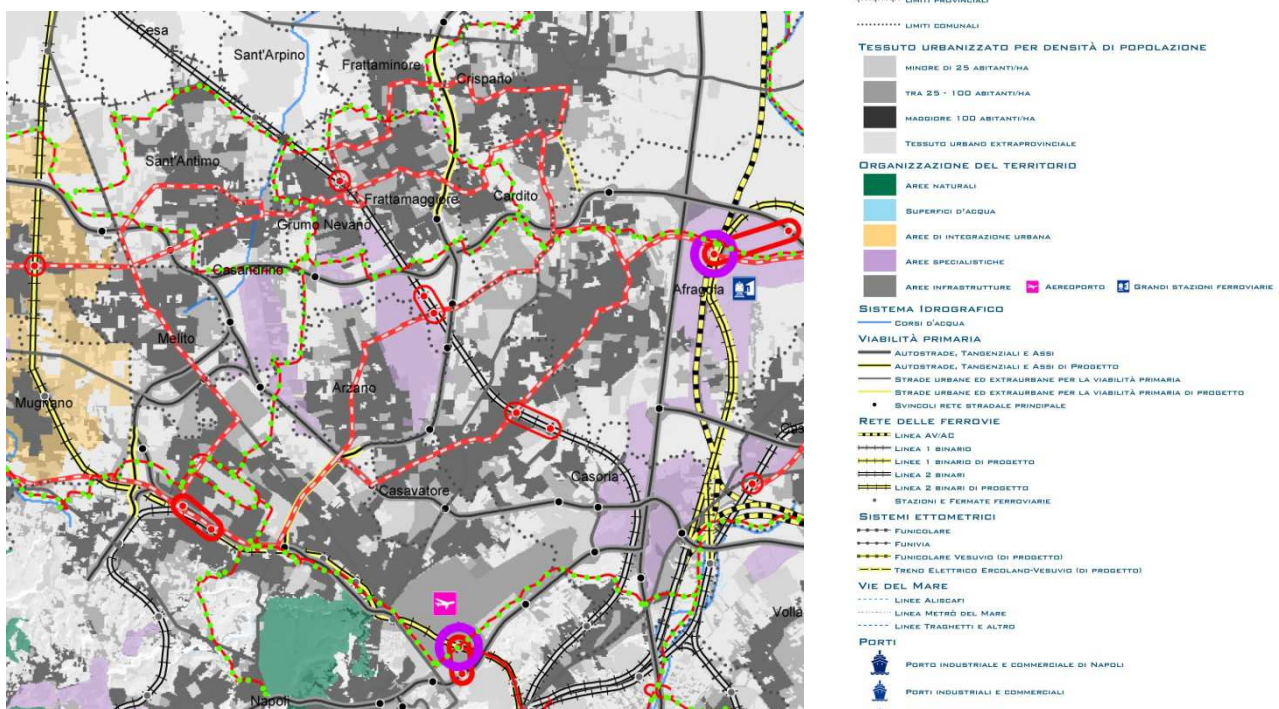 Cesa
Sant'Arpino
Frattaminore
Crispano
Sant'Antimo
Frattamaggiore
Cardito
Grumo Nevano
Casandrino
Afragola
Melito
Arzano
Mugnano
Casoria
Casavatore
Volla
Napoli
LIMITI PROVINCIALI
LIMITI COMUNALI
TESSUTO URBANIZZATO PER DENSITÀ DI POPOLAZIONE
MINORE DI 25 ABITANTI/HA
TRA 25 - 100 ABITANTI/HA
MAGGIORE 100 ABITANTI/HA
TESSUTO URBANO EXTRAPROVINCIALE
ORGANIZZAZIONE DEL TERRITORIO
AREE NATURALI
SUPERFICI D'ACQUA
AREE DI INTEGRAZIONE URBANA
AREE SPECIALISTICHE
AREE INFRASTRUTTURE AEREOPORTO GRANDI STAZIONI FERROVIARIE
SISTEMA IDROGRAFICO
CORSI D'ACQUA
VIABILITÀ PRIMARIA
AUTOSTRADE, TANGENZIALI E ASSI
AUTOSTRADE, TANGENZIALI E ASSI DI PROGETTO
STRADE URBANE ED EXTRAURBANE PER LA VIABILITÀ PRIMARIA
STRADE URBANE ED EXTRAURBANE PER LA VIABILITÀ PRIMARIA DI PROGETTO
SVINCOLI RETE STRADALE PRINCIPALE
RETE DELLE FERROVIE
LINEA AV/AC
LINEA 1 BINARIO
LINEE 1 BINARIO DI PROGETTO
LINEA 2 BINARI
LINEA 2 BINARI DI PROGETTO
STAZIONI E FERMATE FERROVIARIE
SISTEMI ETTOMETRICI
FUNICOLARE
FUNIVIA
FUNICOLARE VESUVIO (DI PROGETTO)
TRENO ELETTRICO ERCOLANO-VESUVIO (DI PROGETTO)
VIE DEL MARE
LINEE ALISCAFI
LINEA METRÒ DEL MARE
LINEE TRAGHETTI E ALTRO
PORTI
PORTO INDUSTRIALE E COMMERCIALE DI NAPOLI
PORTI INDUSTRIALI E COMMERCIALI